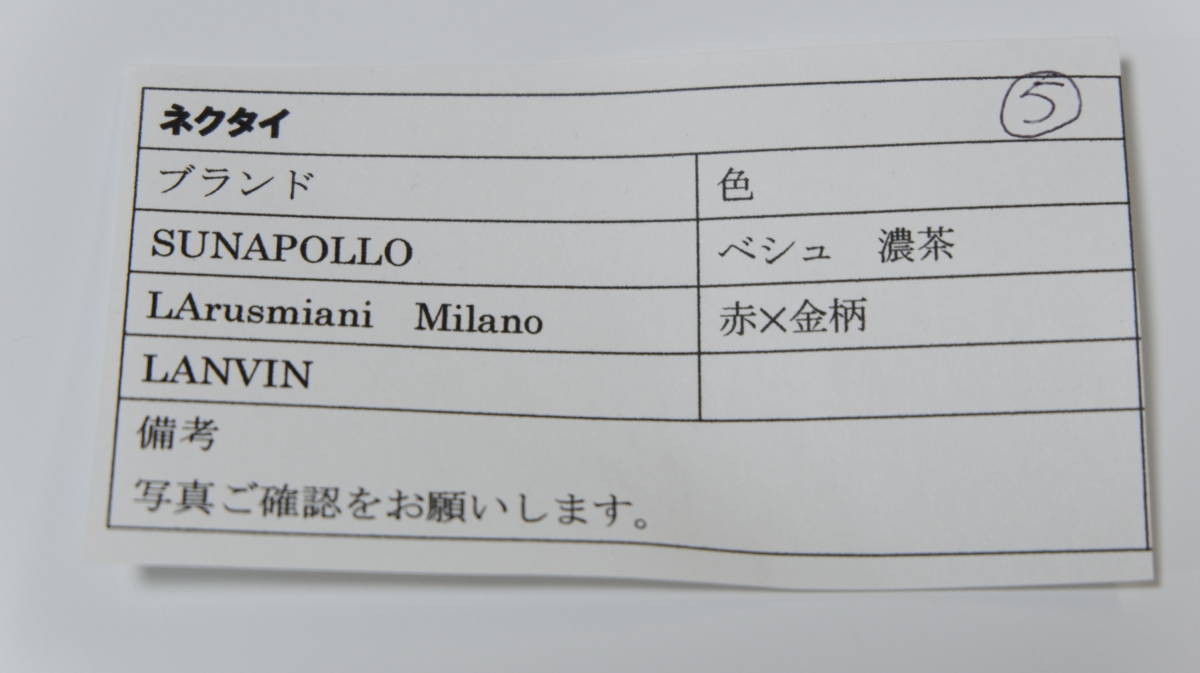 ネクタイ ⑤
ブランド 色
SUNAPOLLO ベシュ 濃茶
LArusmiani Milano 赤×金柄
LANVIN
備考
写真ご確認をお願いします。